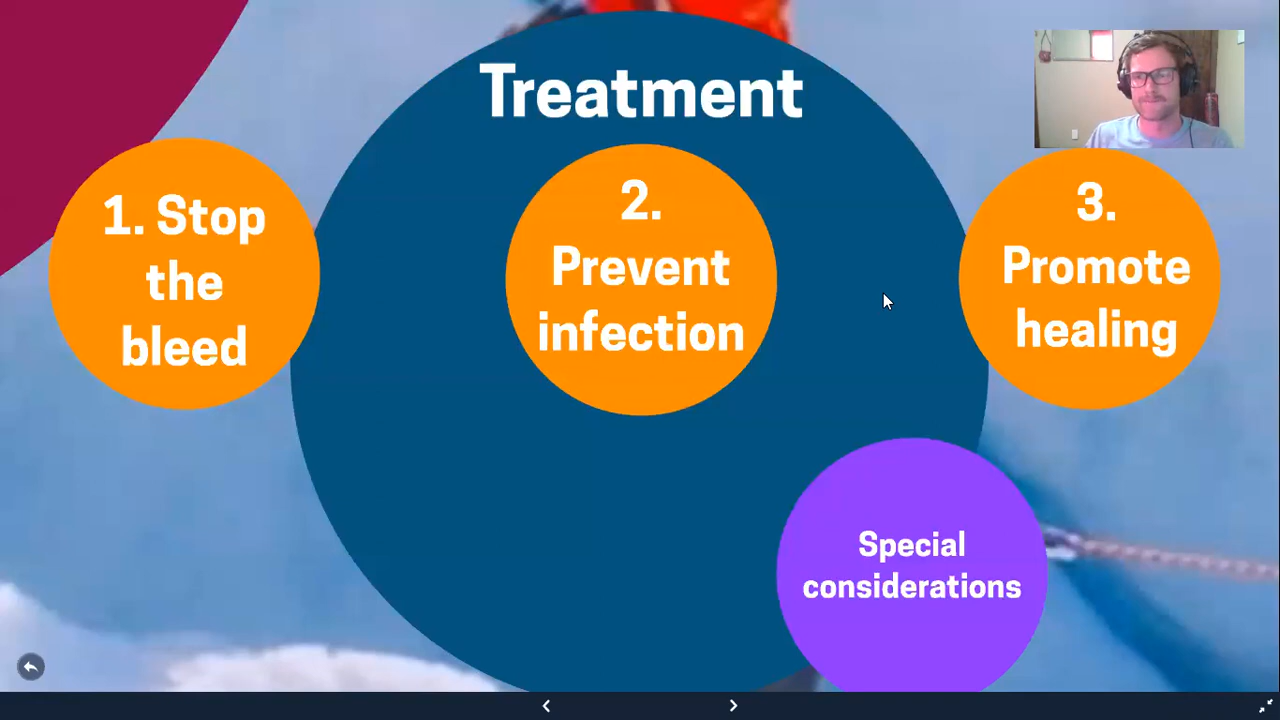 Treatment
1. Stop
the
bleed
2.
Prevent
infection
3.
Promote
healing
Special
considerations